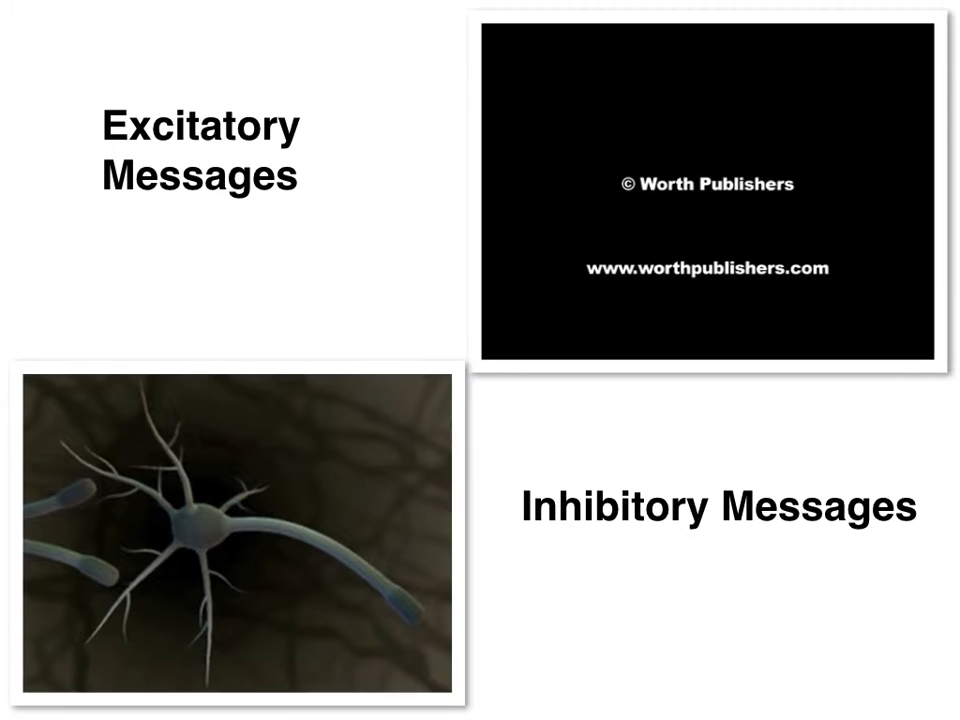 Excitatory
Messages
© Worth Publishers
www.worthpublishers.com
Inhibitory Messages